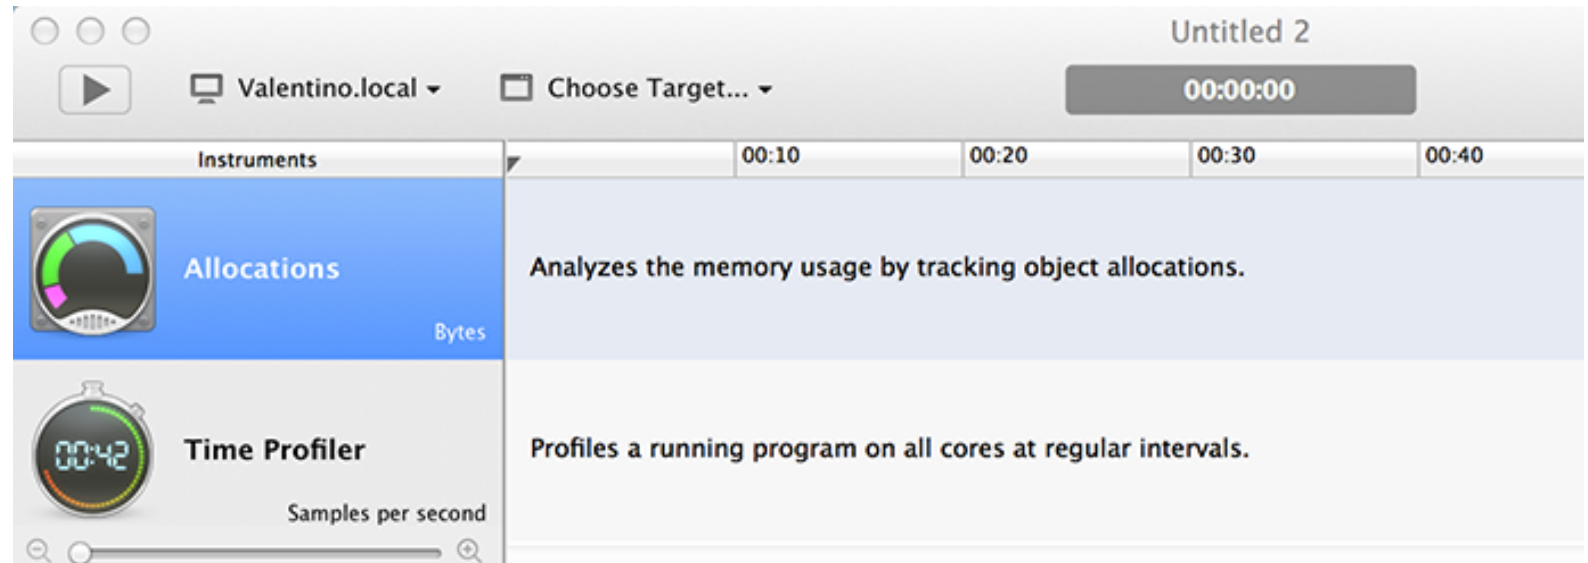 Untitled 2
Valentino.local Choose Target... 00:00:00
Instruments 00:10 00:20 00:30 00:40
Allocations Analyzes the memory usage by tracking object allocations.
Bytes
00:42 Time Profiler Profiles a running program on all cores at regular intervals.
Samples per second